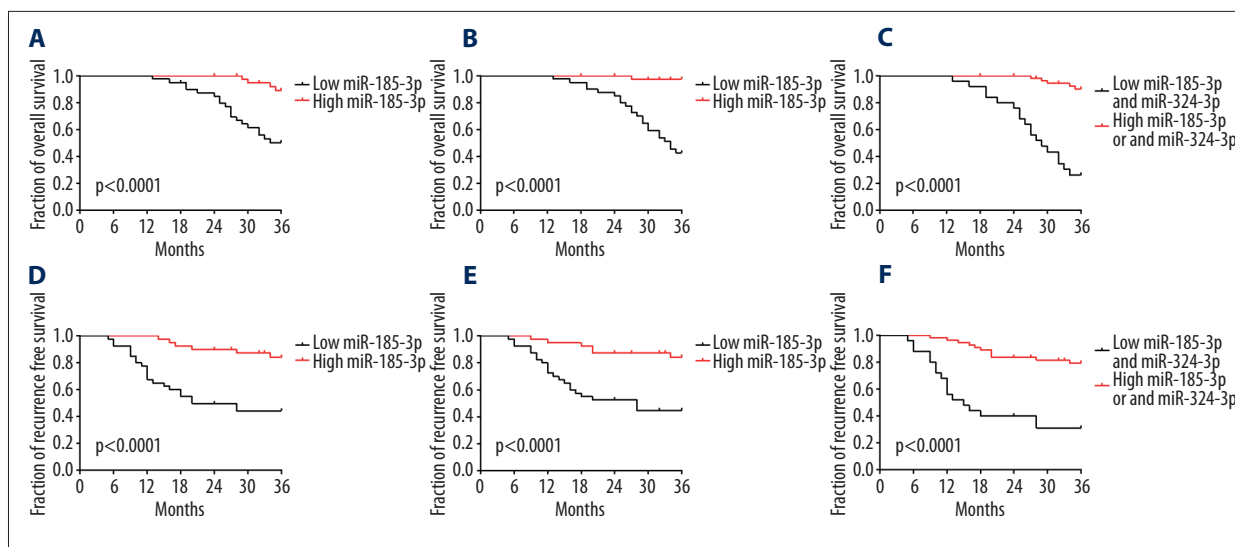 A
Fraction of overall survival
1.0
0.8
0.6
0.4
0.2
0.0
p<0.0001
0 6 12 18 24 30 36
Months
Low miR-185-3p
High miR-185-3p
B
Fraction of overall survival
1.0
0.8
0.6
0.4
0.2
0.0
p<0.0001
0 6 12 18 24 30 36
Months
Low miR-185-3p
High miR-185-3p
C
Fraction of overall survival
1.0
0.8
0.6
0.4
0.2
0.0
p<0.0001
0 6 12 18 24 30 36
Months
Low miR-185-3p
and miR-324-3p
High miR-185-3p
or and miR-324-3p
D
Fraction of recurrence free survival
1.0
0.8
0.6
0.4
0.2
0.0
p<0.0001
0 6 12 18 24 30 36
Months
Low miR-185-3p
High miR-185-3p
E
Fraction of recurrence free survival
1.0
0.8
0.6
0.4
0.2
0.0
p<0.0001
0 6 12 18 24 30 36
Months
Low miR-185-3p
High miR-185-3p
F
Fraction of recurrence free survival
1.0
0.8
0.6
0.4
0.2
0.0
p<0.0001
0 6 12 18 24 30 36
Months
Low miR-185-3p
and miR-324-3p
High miR-185-3p
or and miR-324-3p